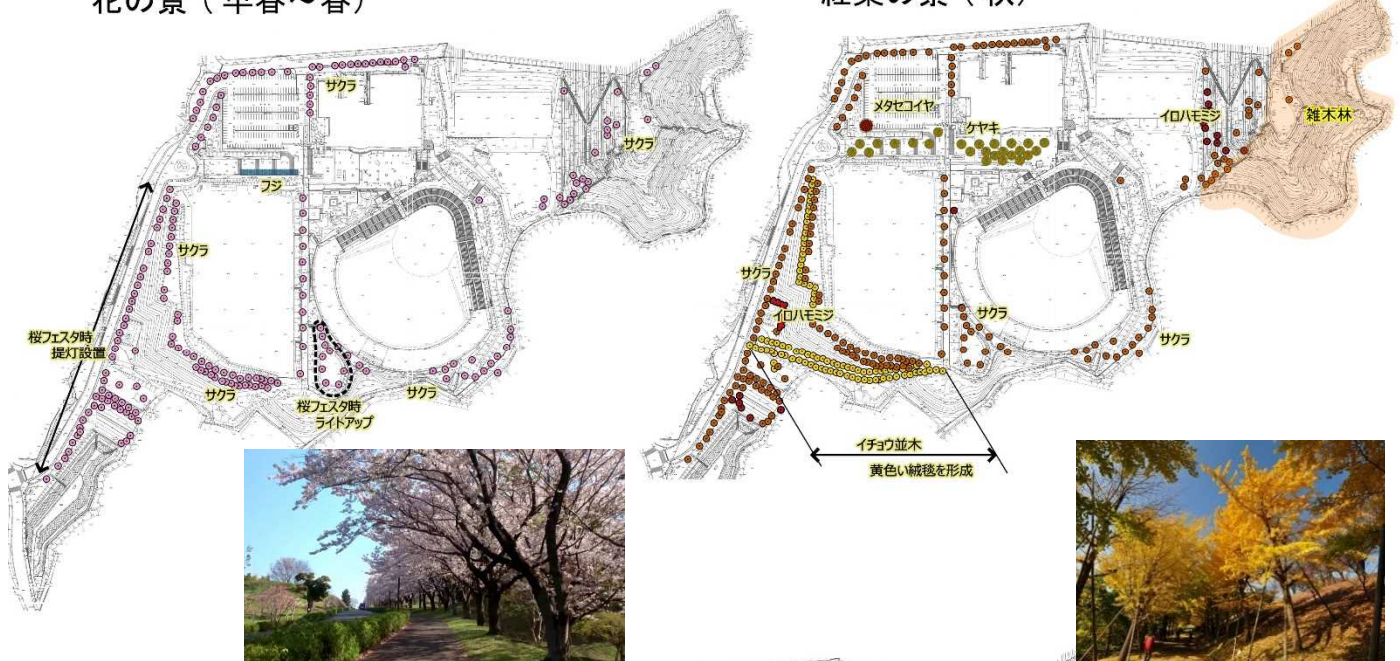 花の景（早春～春）
紅葉の景（秋）
サクラ
サクラ
フジ
サクラ
桜フェスタ時
提灯設置
サクラ
サクラ
桜フェスタ時
ライトアップ
メタセコイヤ
ケヤキ
イロハモミジ
雑木林
サクラ
イロハモミジ
サクラ
サクラ
イチョウ並木
黄色い絨毯を形成